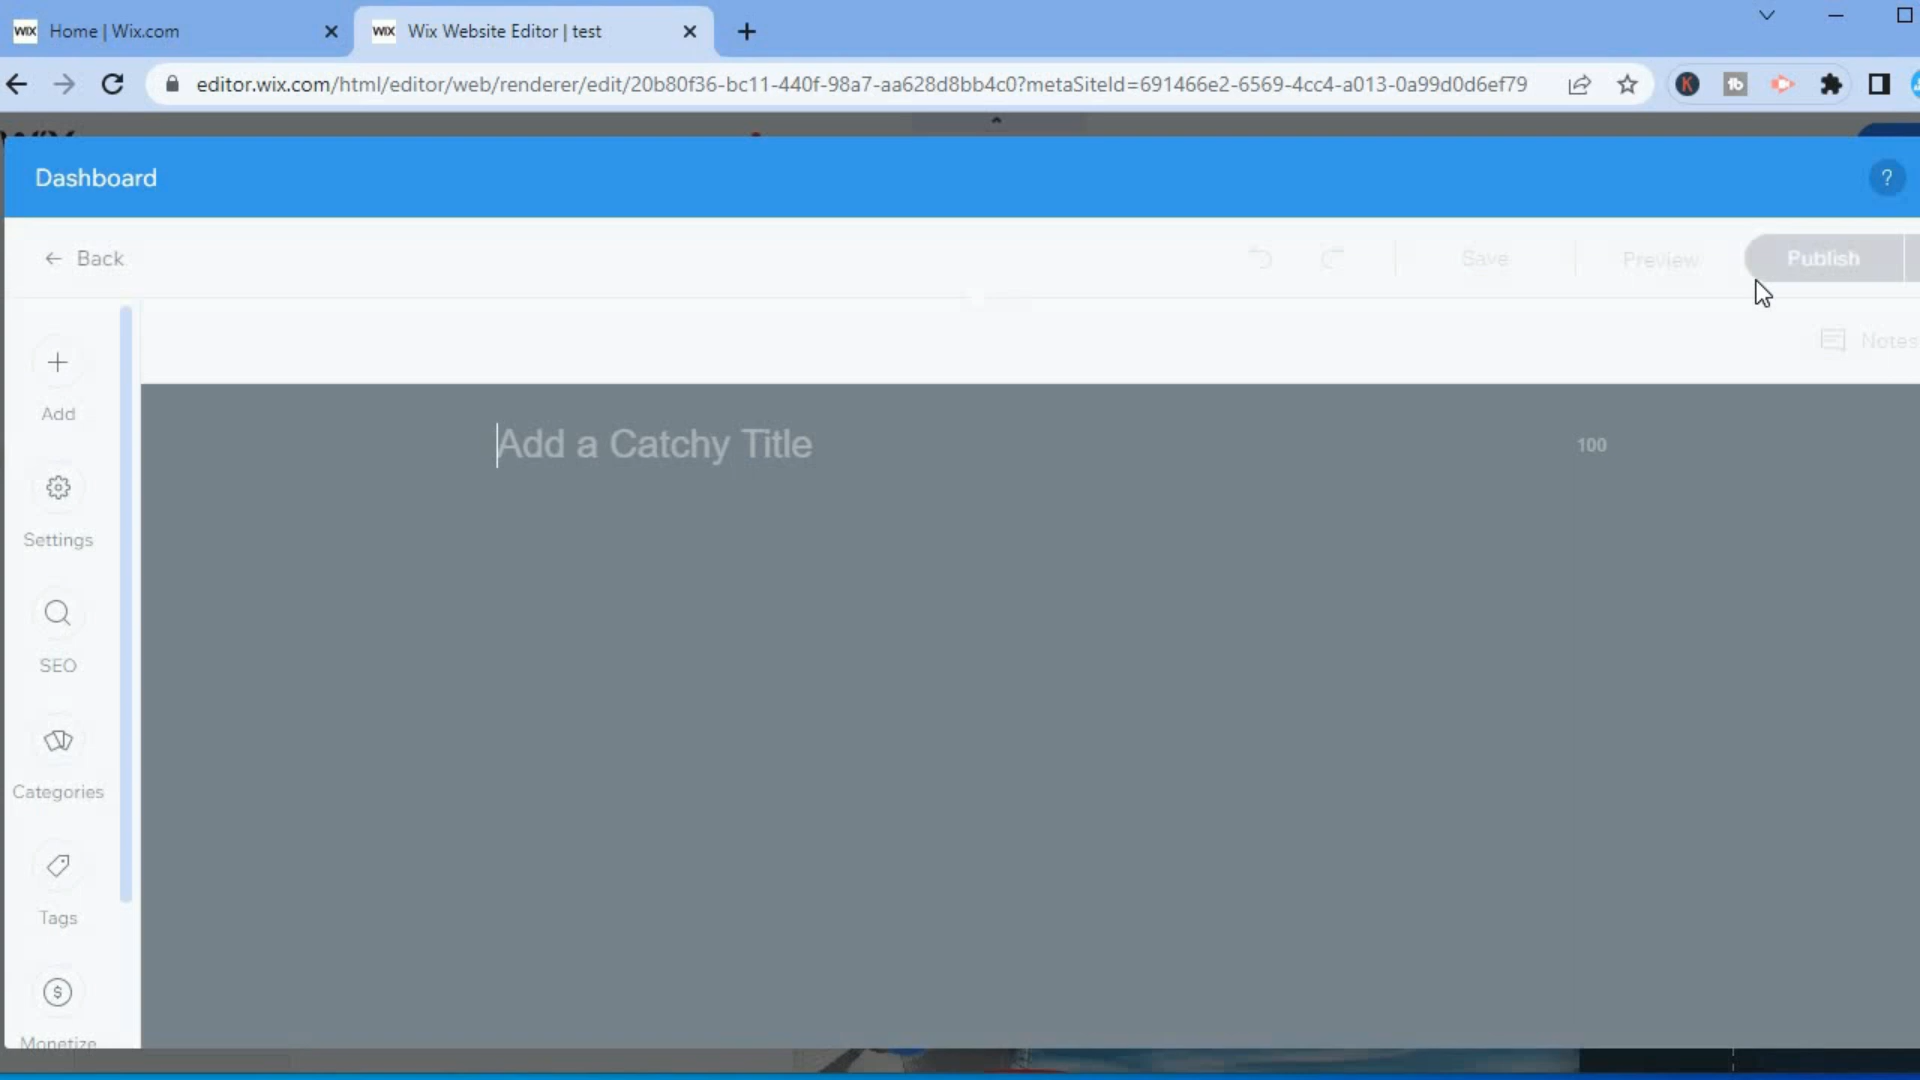 WIX Home | Wix.com
WIX Wix Website Editor | test
editor.wix.com/html/editor/web/renderer/edit/20b80f36-bc11-440f-98a7-aa628d8bb4c0?metaSiteId=691466e2-6569-4cc4-a013-0a99d0d6ef79
K
Dashboard
?
Back
Save
Preview
Publish
Notes
Add
Add a Catchy Title
100
Settings
SEO
Categories
Tags
$
Monetize